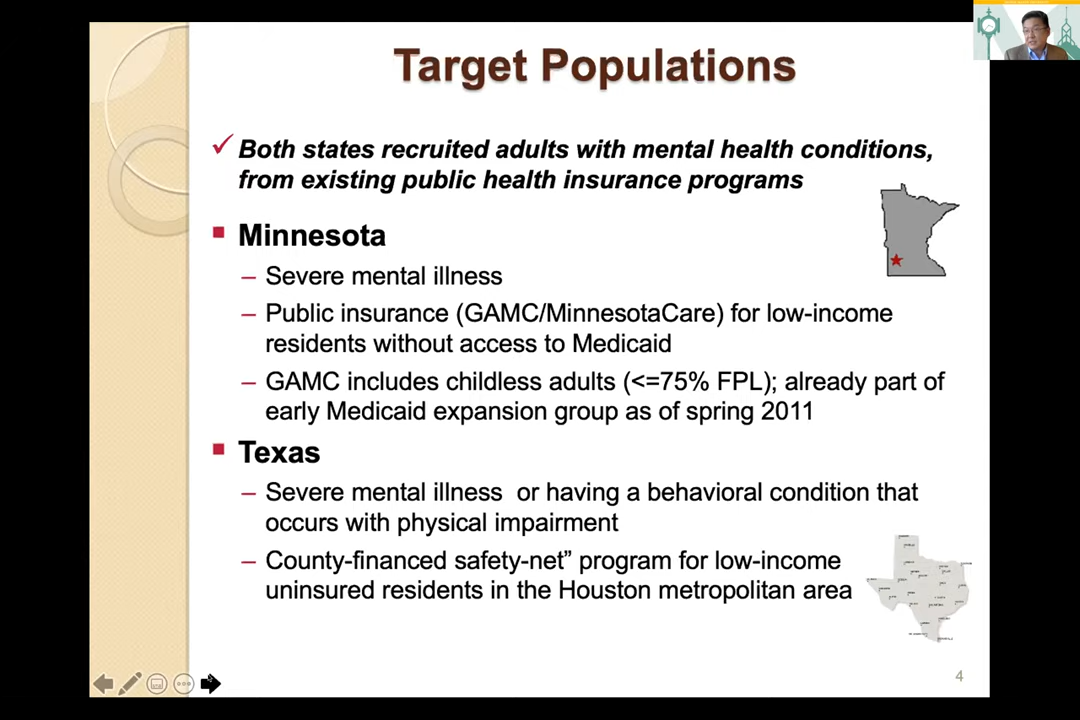 Target Populations
Both states recruited adults with mental health conditions,
from existing public health insurance programs
Minnesota
– Severe mental illness
– Public insurance (GAMC/MinnesotaCare) for low-income
residents without access to Medicaid
– GAMC includes childless adults (<=75% FPL); already part of
early Medicaid expansion group as of spring 2011
Texas
– Severe mental illness  or having a behavioral condition that
occurs with physical impairment
– County-financed safety-net” program for low-income
uninsured residents in the Houston metropolitan area
4